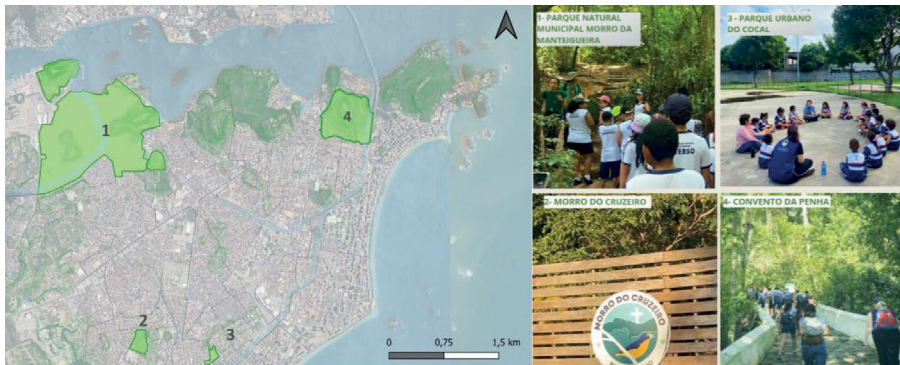 1
2
3
4
0 0,75 1,5 km
1- PARQUE NATURAL
MUNICIPAL MORRO DA
MANTEIGUEIRA
3 - PARQUE URBANO
DO COCAL
2- MORRO DO CRUZEIRO
MORRO DO CRUZEIRO
4- CONVENTO DA PENHA